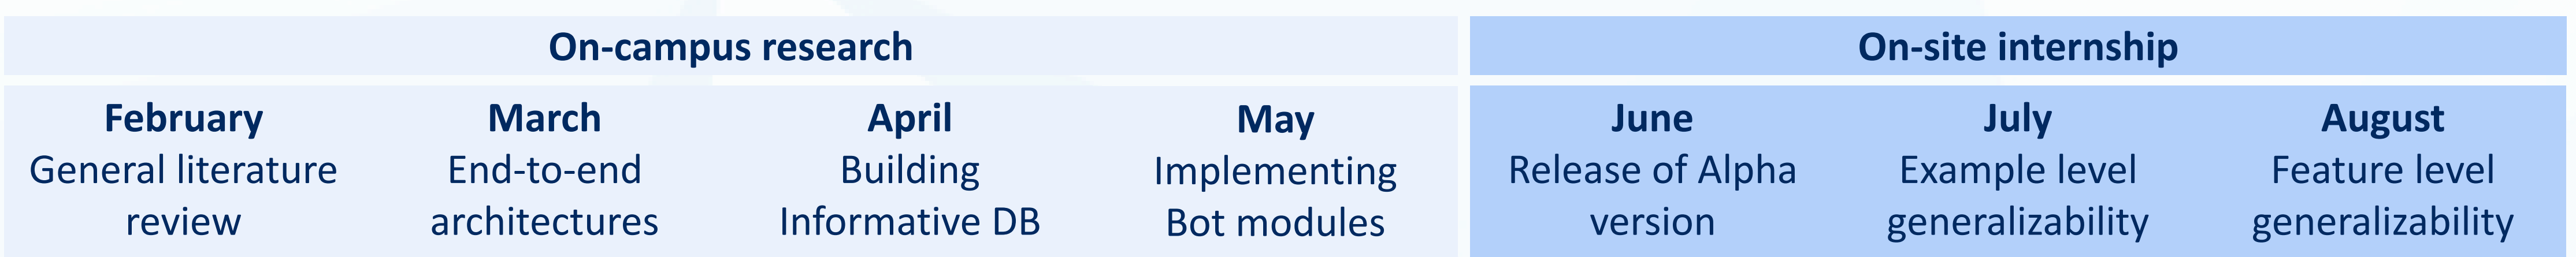 On-campus research
On-site internship
February
General literature
review
March
End-to-end
architectures
April
Building
Informative DB
May
Implementing
Bot modules
June
Release of Alpha
version
July
Example level
generalizability
August
Feature level
generalizability